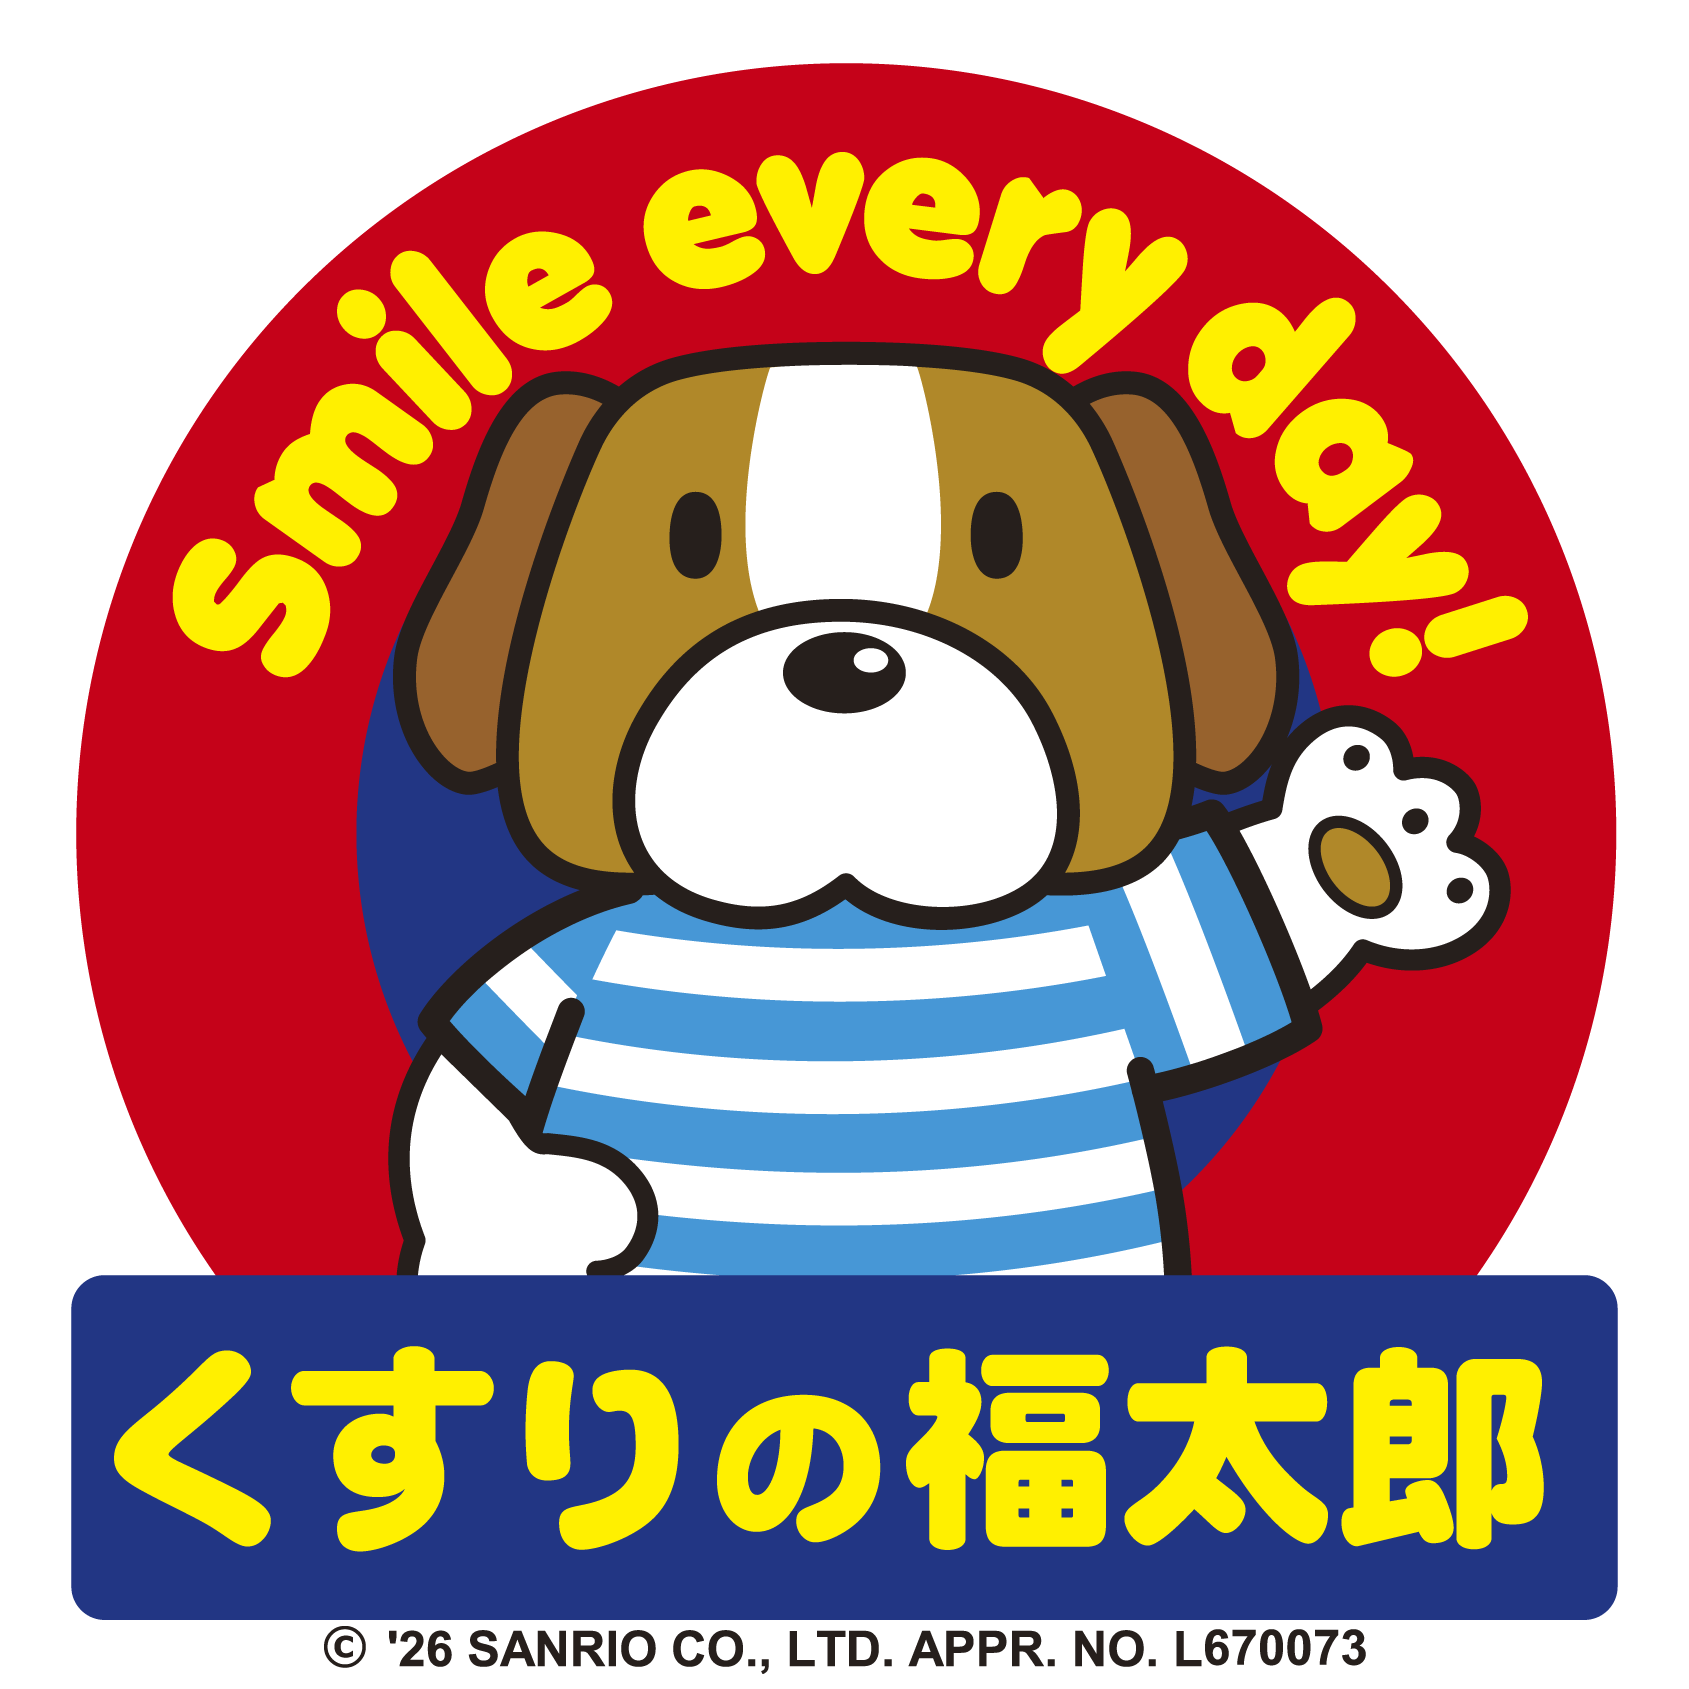 Smile every day!
くすりの福太郎
© '26 SANRIO CO., LTD. APPR. NO. L670073